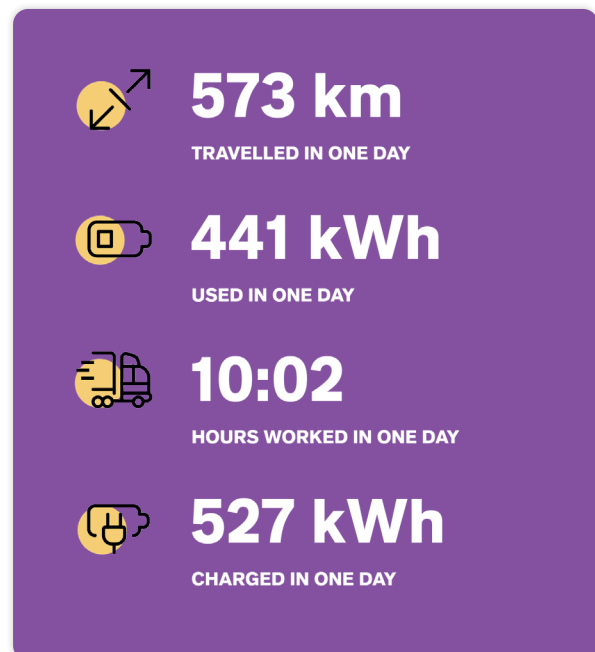 573 km
TRAVELLED IN ONE DAY
441 kWh
USED IN ONE DAY
10:02
HOURS WORKED IN ONE DAY
527 kWh
CHARGED IN ONE DAY